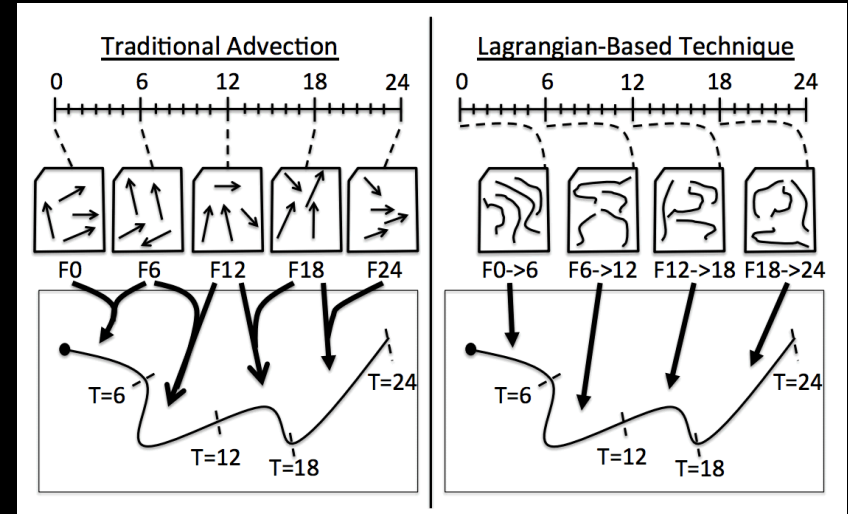 Traditional Advection
0 6 12 18 24
F0 F6 F12 F18 F24
T=6
T=12
T=18
T=24
Lagrangian-Based Technique
0 6 12 18 24
F0->6 F6->12 F12->18 F18->24
T=6
T=12
T=18
T=24